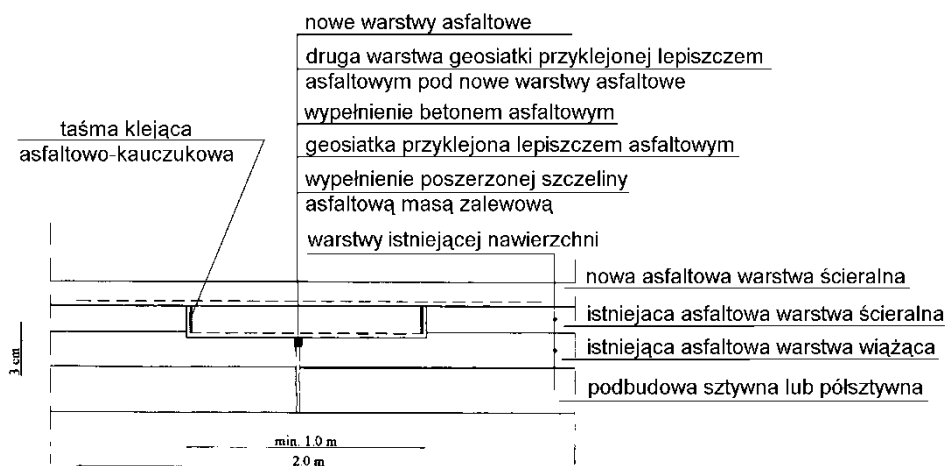 nowe warstwy asfaltowe
druga warstwa geosiatki przyklejonej lepiszczem
asfaltowym pod nowe warstwy asfaltowe
wypełnienie betonem asfaltowym
taśma klejąca
asfaltowo-kauczukowa
geosiatka przyklejona lepiszczem asfaltowym
wypełnienie poszerzonej szczeliny
asfaltową masą zalewową
warstwy istniejącej nawierzchni
nowa asfaltowa warstwa ścieralna
istniejaca asfaltowa warstwa ścieralna
istniejąca asfaltowa warstwa wiążąca
podbudowa sztywna lub półsztywna
3 cm
min. 1.0 m
2.0 m